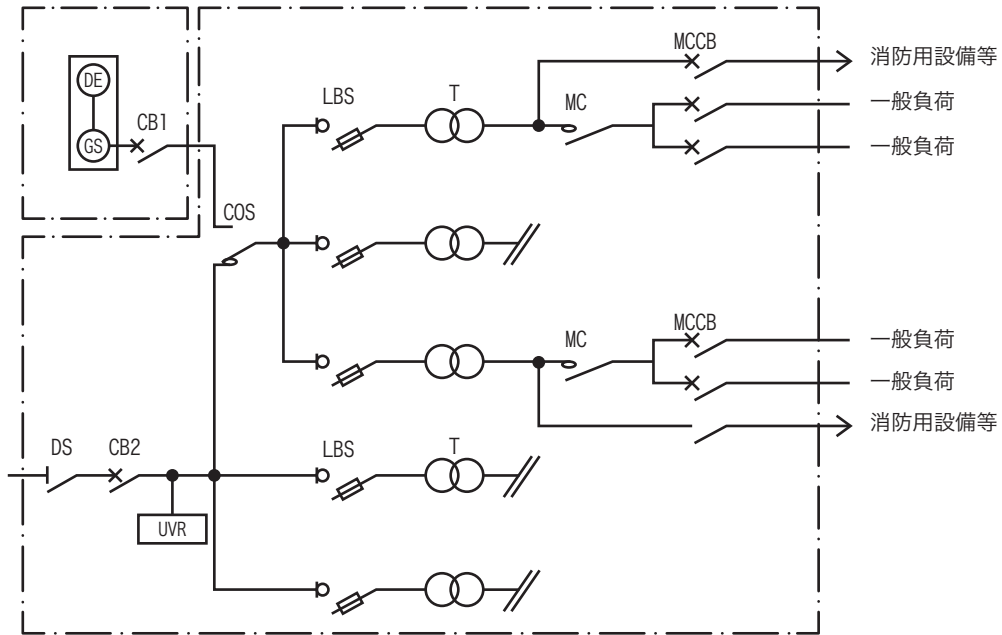 MCCB
消防用設備等
DE
LBS
T
MC
一般負荷
CB1
GS
一般負荷
COS
MCCB
MC
一般負荷
一般負荷
消防用設備等
DS
CB2
LBS
T
UVR